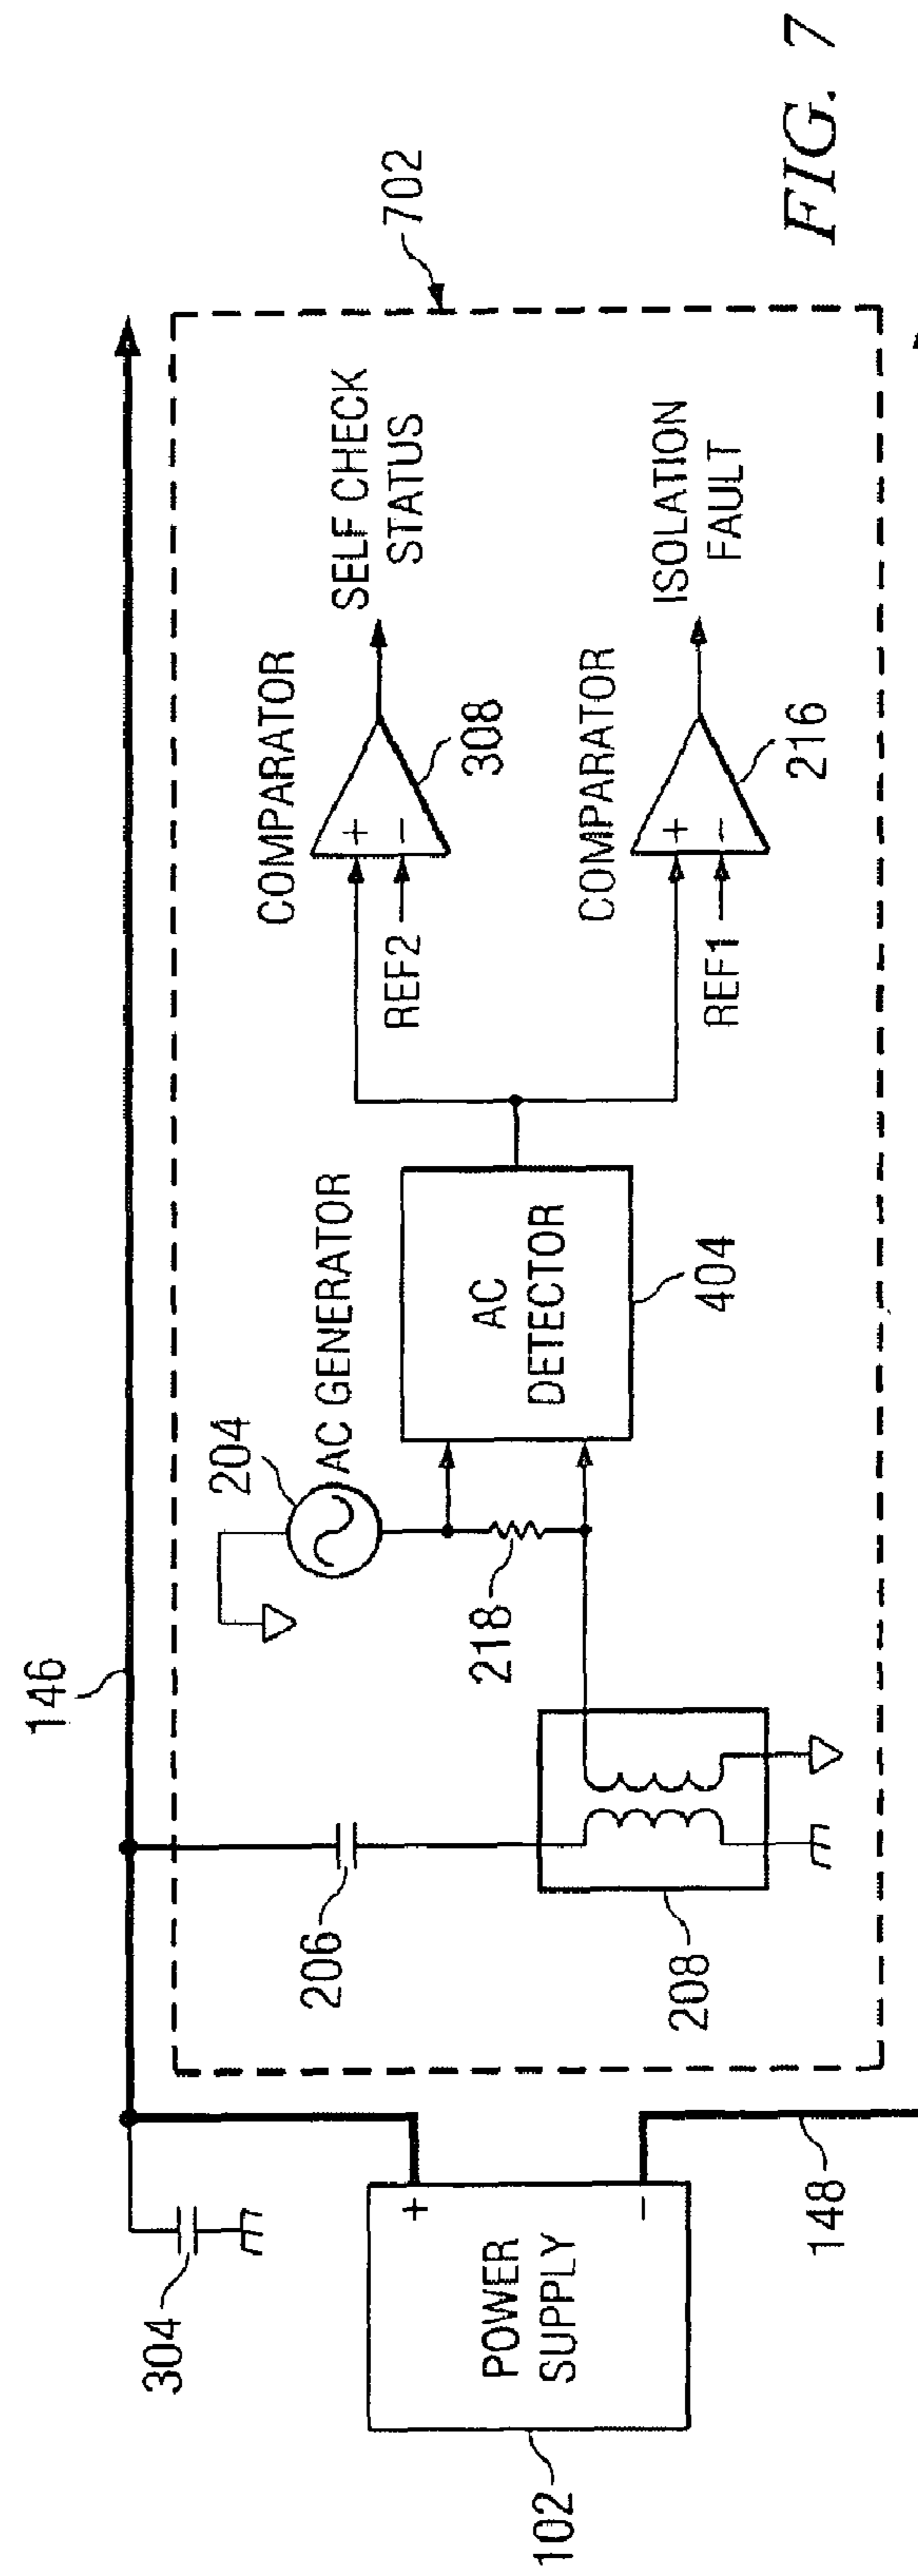 304
146
102
POWER
SUPPLY
+
−
148
206
208
204
AC GENERATOR
218
AC
DETECTOR
404
COMPARATOR
+
−
REF2
308
SELF CHECK
STATUS
COMPARATOR
+
−
REF1
216
ISOLATION
FAULT
702
FIG. 7